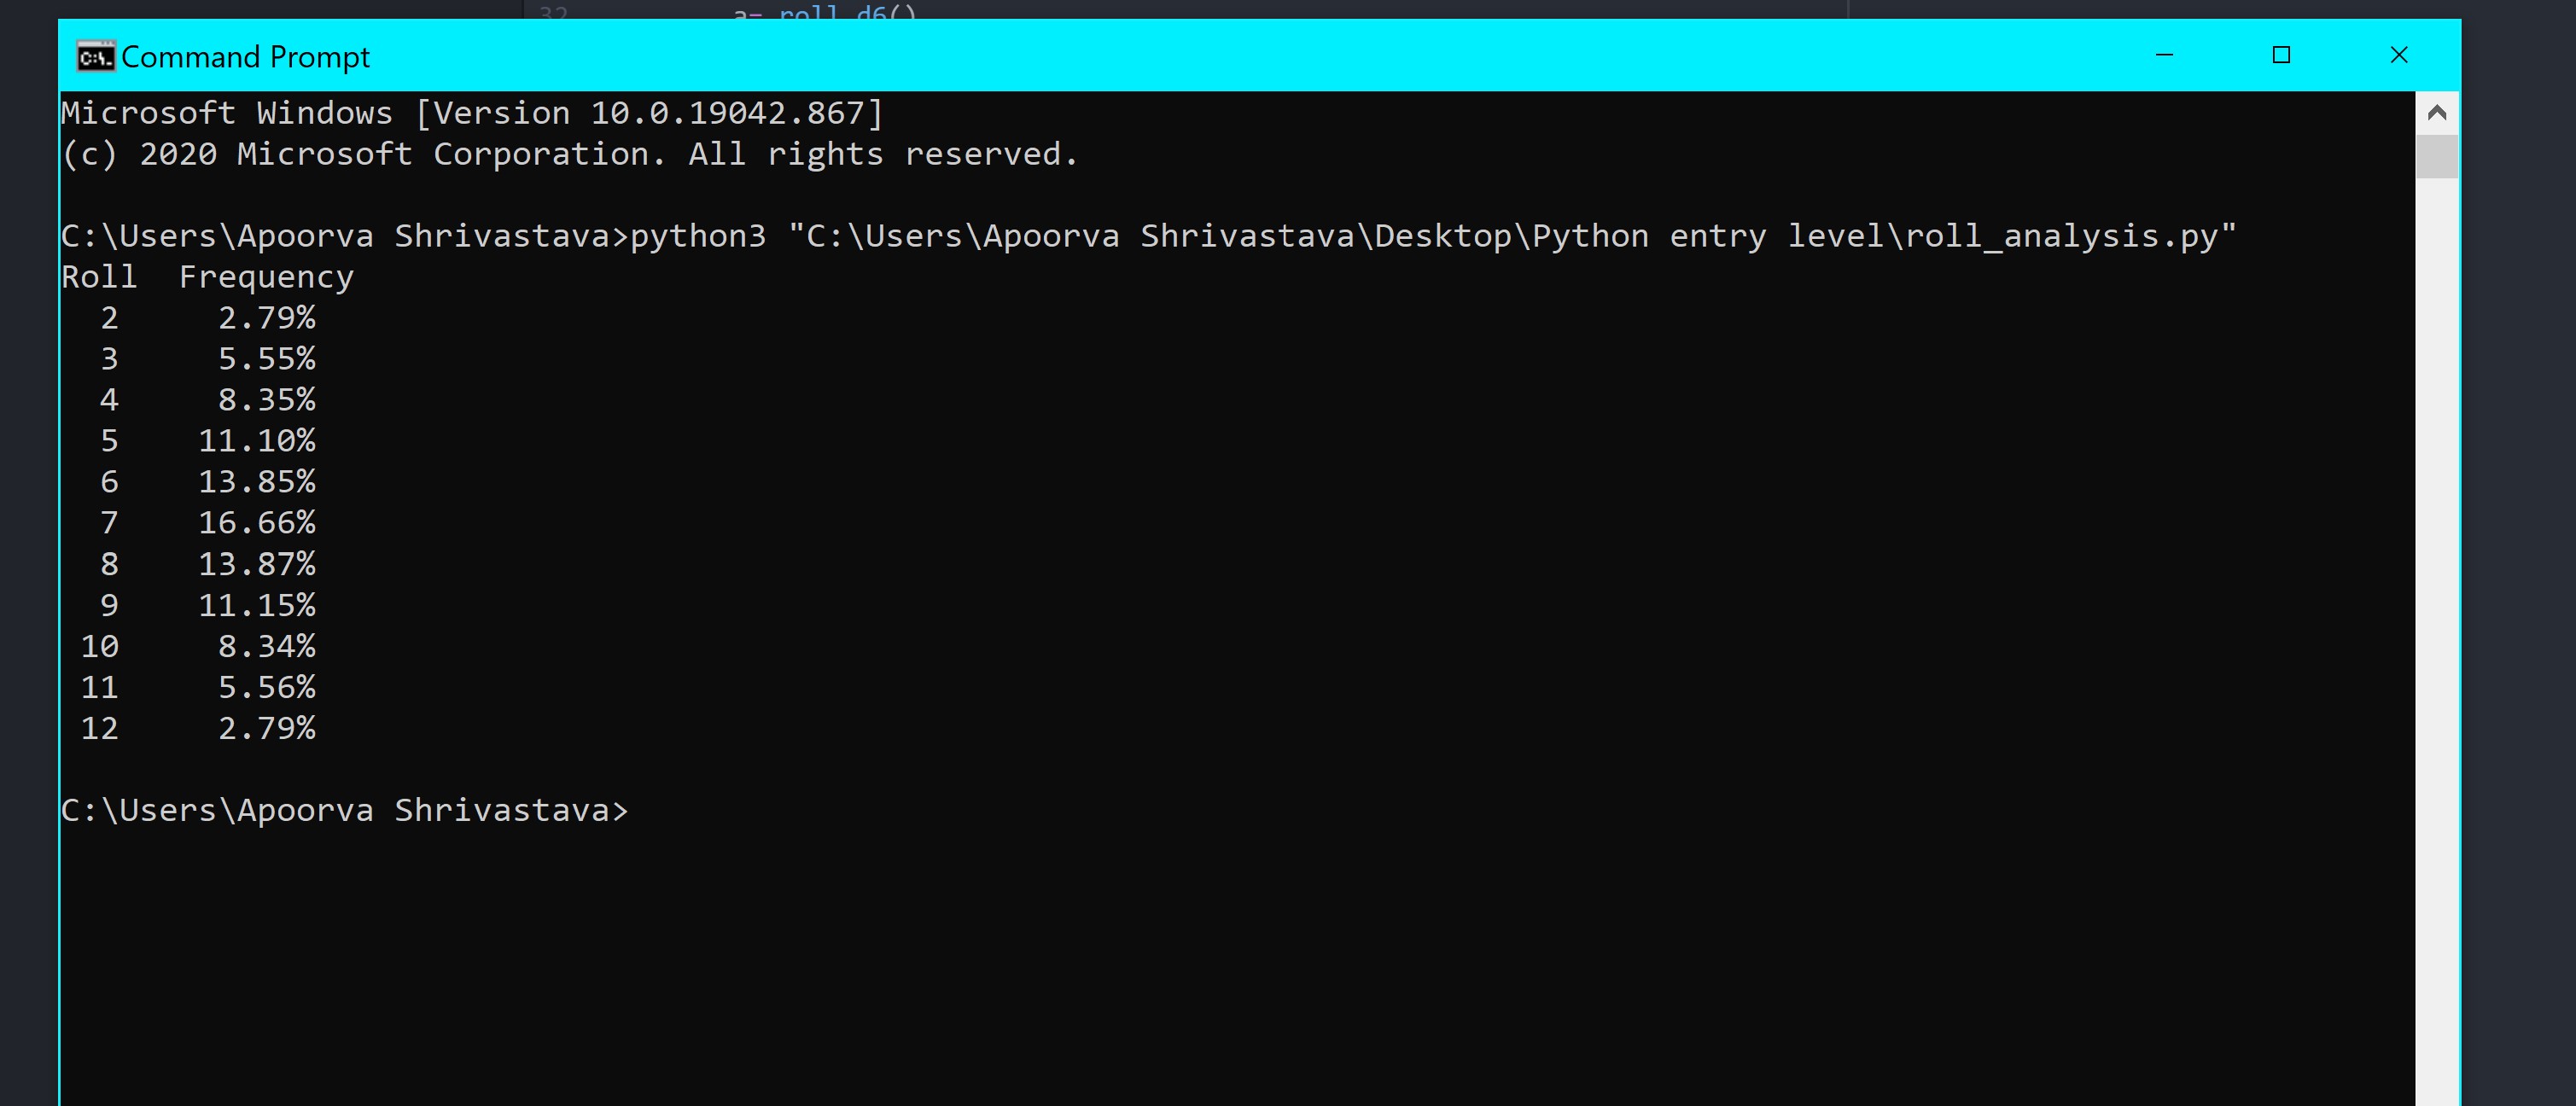 32 a= roll_d6()
Command Prompt
Microsoft Windows [Version 10.0.19042.867]
(c) 2020 Microsoft Corporation. All rights reserved.
C:\Users\Apoorva Shrivastava>python3 "C:\Users\Apoorva Shrivastava\Desktop\Python entry level\roll_analysis.py"
Roll  Frequency
2 2.79%
3 5.55%
4 8.35%
5 11.10%
6 13.85%
7 16.66%
8 13.87%
9 11.15%
10 8.34%
11 5.56%
12 2.79%
C:\Users\Apoorva Shrivastava>